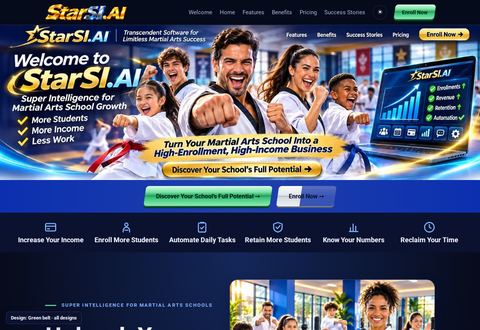 StarSI.AI
Welcome Home Features Benefits Pricing Success Stories
Enroll Now
StarSI.AI
Transcendent Software for
Limitless Martial Arts Success
Features Benefits Success Stories Pricing
Enroll Now →
Welcome to
StarSI.AI
Super Intelligence for
Martial Arts School Growth
✓ More Students
✓ More Income
✓ Less Work
StarSI.AI
✓ Enrollments ↑
✓ Revenue ↑
✓ Retention ↑
✓ Automation ✓
Turn Your Martial Arts School Into a
High-Enrollment, High-Income Business
Discover Your School's Full Potential →
Discover Your School's Full Potential →
Enroll Now →
Increase Your Income
Enroll More Students
Automate Daily Tasks
Retain More Students
Know Your Numbers
Reclaim Your Time
SUPER INTELLIGENCE FOR MARTIAL ARTS SCHOOLS
Design: Green belt · all designs